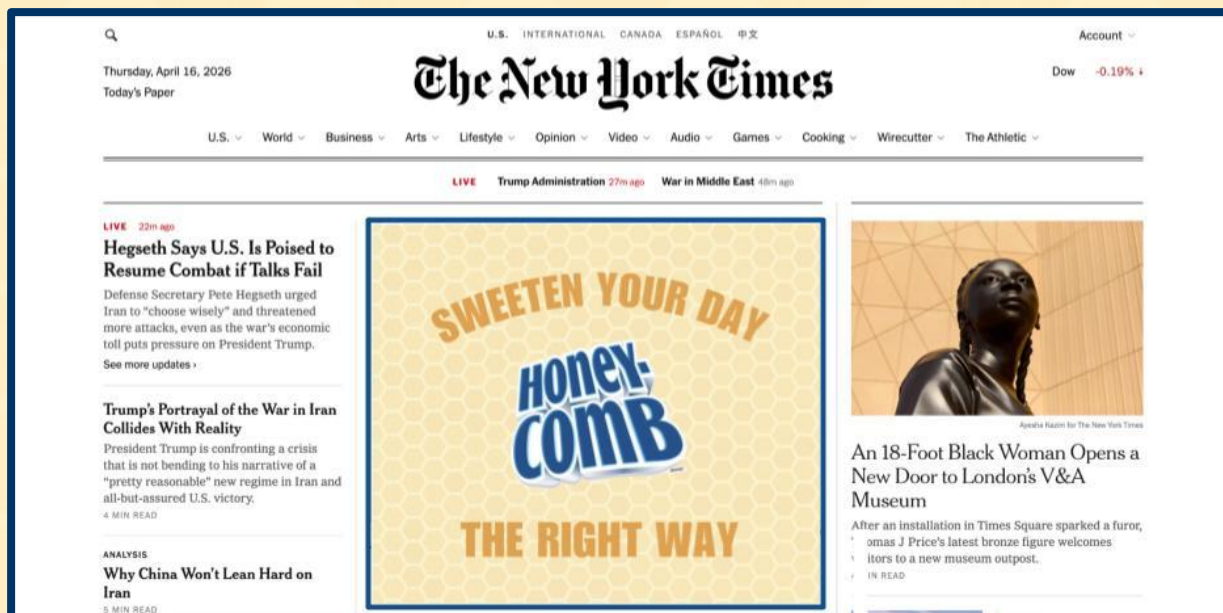 U.S. INTERNATIONAL CANADA ESPAÑOL 中文
Account
Thursday, April 16, 2026
Today's Paper
The New York Times
Dow -0.19%
U.S. World Business Arts Lifestyle Opinion Video Audio Games Cooking Wirecutter The Athletic
LIVE Trump Administration 27m ago War in Middle East 48m ago
LIVE 22m ago
Hegseth Says U.S. Is Poised to
Resume Combat if Talks Fail
Defense Secretary Pete Hegseth urged
Iran to “choose wisely” and threatened
more attacks, even as the war’s economic
toll puts pressure on President Trump.
See more updates ›
Trump’s Portrayal of the War in Iran
Collides With Reality
President Trump is confronting a crisis
that is not bending to his narrative of a
“pretty reasonable” new regime in Iran and
all-but-assured U.S. victory.
4 MIN READ
ANALYSIS
Why China Won’t Lean Hard on
Iran
5 MIN READ
SWEETEN YOUR DAY
HONEY-
COMB
THE RIGHT WAY
Ayesha Kazim for The New York Times
An 18-Foot Black Woman Opens a
New Door to London’s V&A
Museum
After an installation in Times Square sparked a furor,
omas J Price’s latest bronze figure welcomes
itors to a new museum outpost.
IN READ